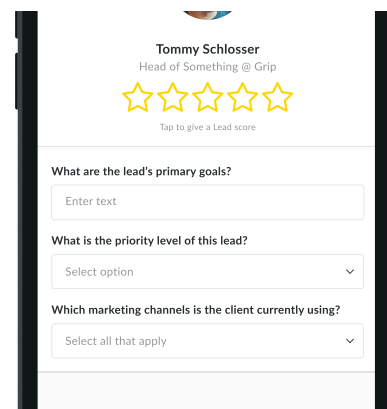 Tommy Schlosser
Head of Something @ Grip
Tap to give a Lead score
What are the lead's primary goals?
Enter text
What is the priority level of this lead?
Select option
Which marketing channels is the client currently using?
Select all that apply